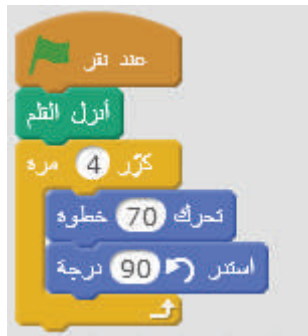 عند نقر
أنزل القلم
كرّر 4 مرة
تحرك 70 خطوة
استدر 90 درجة